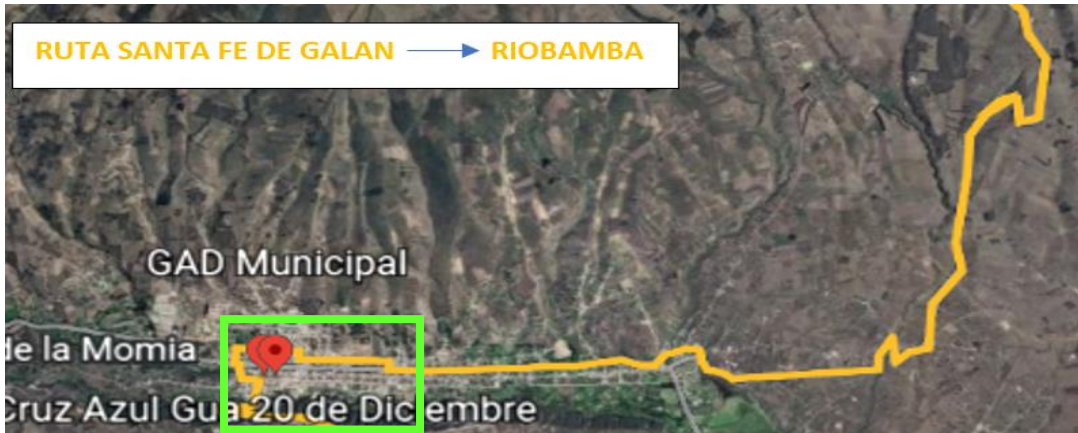 RUTA SANTA FE DE GALAN RIOBAMBA
GAD Municipal
de la Momia
Cruz Azul Gua 20 de Diciembre